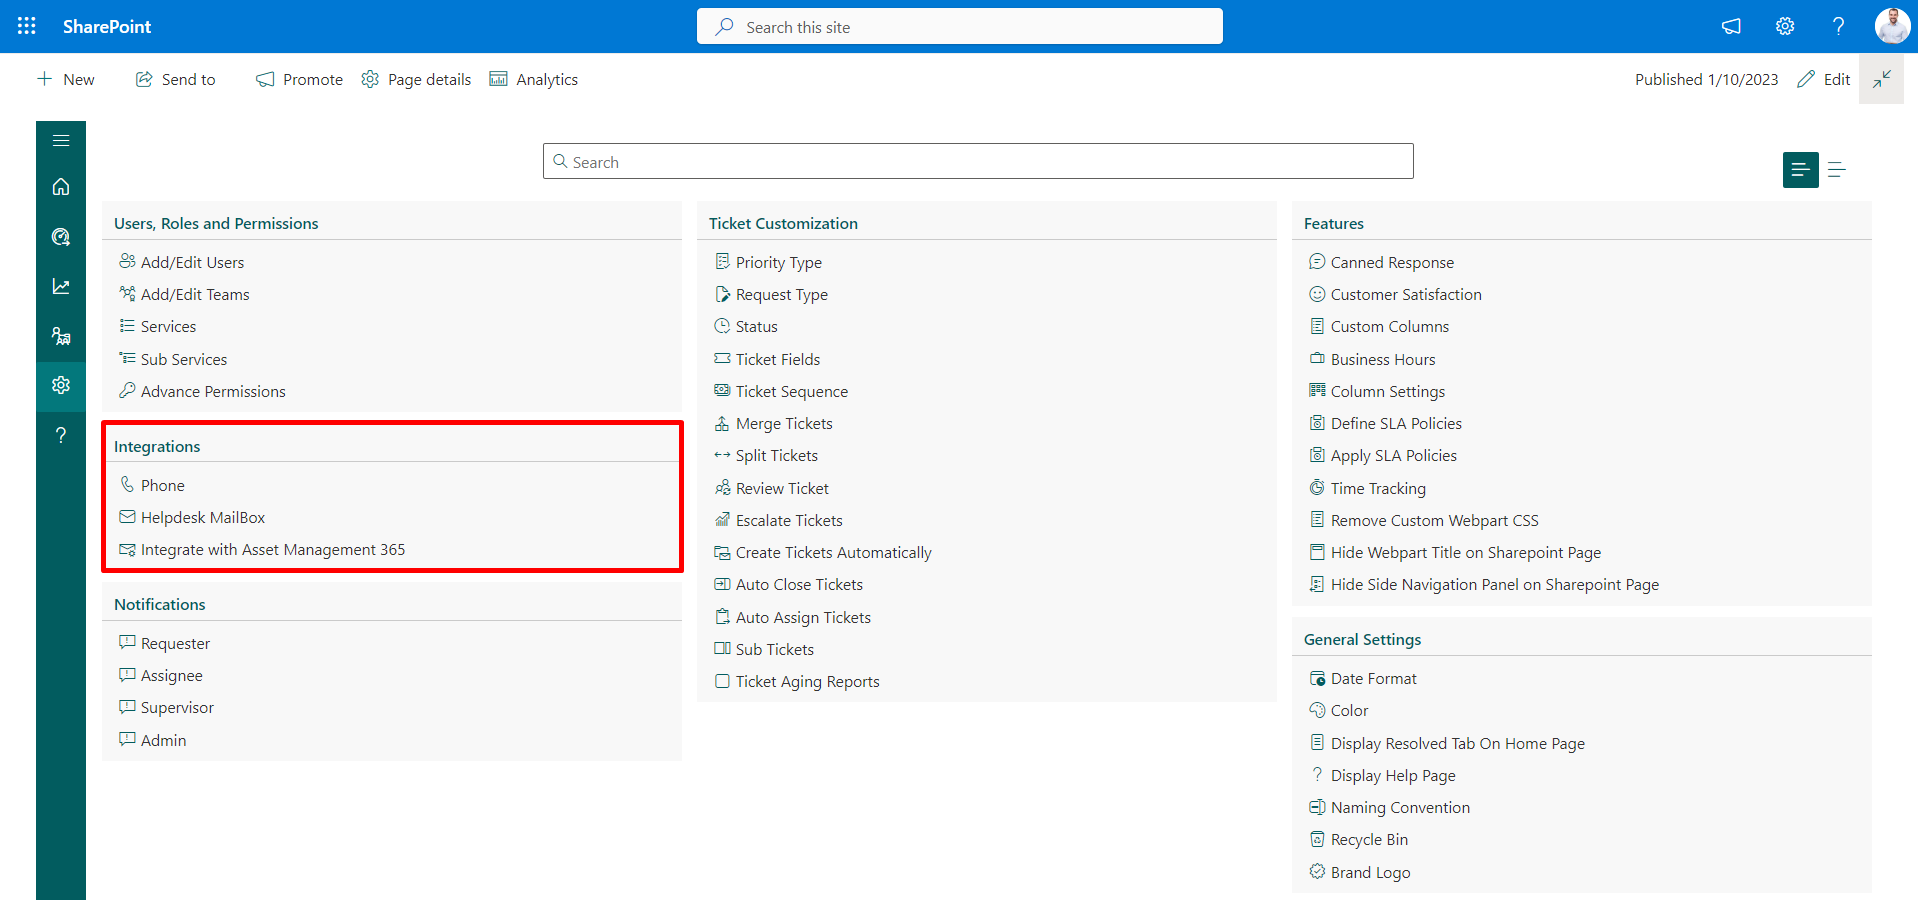 SharePoint
Search this site
New
Send to
Promote
Page details
Analytics
Published 1/10/2023
Edit
Search
Users, Roles and Permissions
Add/Edit Users
Add/Edit Teams
Services
Sub Services
Advance Permissions
Integrations
Phone
Helpdesk MailBox
Integrate with Asset Management 365
Notifications
Requester
Assignee
Supervisor
Admin
Ticket Customization
Priority Type
Request Type
Status
Ticket Fields
Ticket Sequence
Merge Tickets
Split Tickets
Review Ticket
Escalate Tickets
Create Tickets Automatically
Auto Close Tickets
Auto Assign Tickets
Sub Tickets
Ticket Aging Reports
Features
Canned Response
Customer Satisfaction
Custom Columns
Business Hours
Column Settings
Define SLA Policies
Apply SLA Policies
Time Tracking
Remove Custom Webpart CSS
Hide Webpart Title on Sharepoint Page
Hide Side Navigation Panel on Sharepoint Page
General Settings
Date Format
Color
Display Resolved Tab On Home Page
Display Help Page
Naming Convention
Recycle Bin
Brand Logo